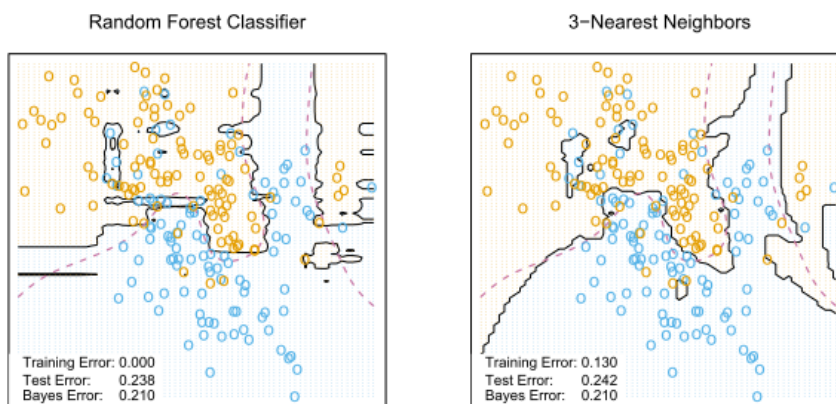 Random Forest Classifier
Training Error: 0.000
Test Error: 0.238
Bayes Error: 0.210
3−Nearest Neighbors
Training Error: 0.130
Test Error: 0.242
Bayes Error: 0.210